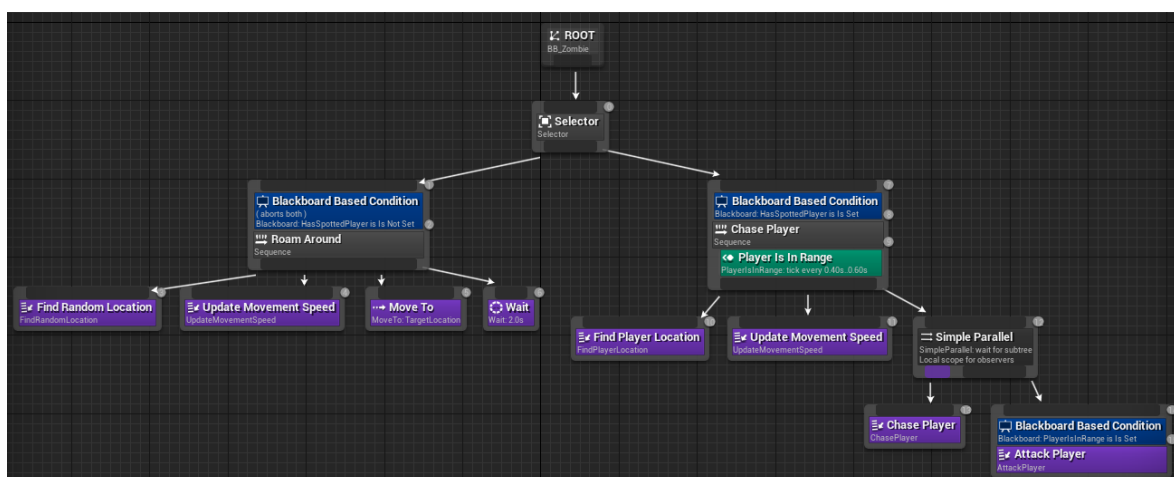 ROOT
BB_Zombie
Selector
Selector
Blackboard Based Condition
( aborts both )
Blackboard: HasSpottedPlayer is Is Not Set
Roam Around
Sequence
Blackboard Based Condition
Blackboard: HasSpottedPlayer is Is Set
Chase Player
Sequence
Player Is In Range
PlayerIsInRange: tick every 0.40s..0.60s
Find Random Location
FindRandomLocation
Update Movement Speed
UpdateMovementSpeed
Move To
MoveTo: TargetLocation
Wait
Wait: 2.0s
Find Player Location
FindPlayerLocation
Update Movement Speed
UpdateMovementSpeed
Simple Parallel
SimpleParallel: wait for subtree
Local scope for observers
Chase Player
ChasePlayer
Blackboard Based Condition
Blackboard: PlayerIsInRange is Is Set
Attack Player
AttackPlayer